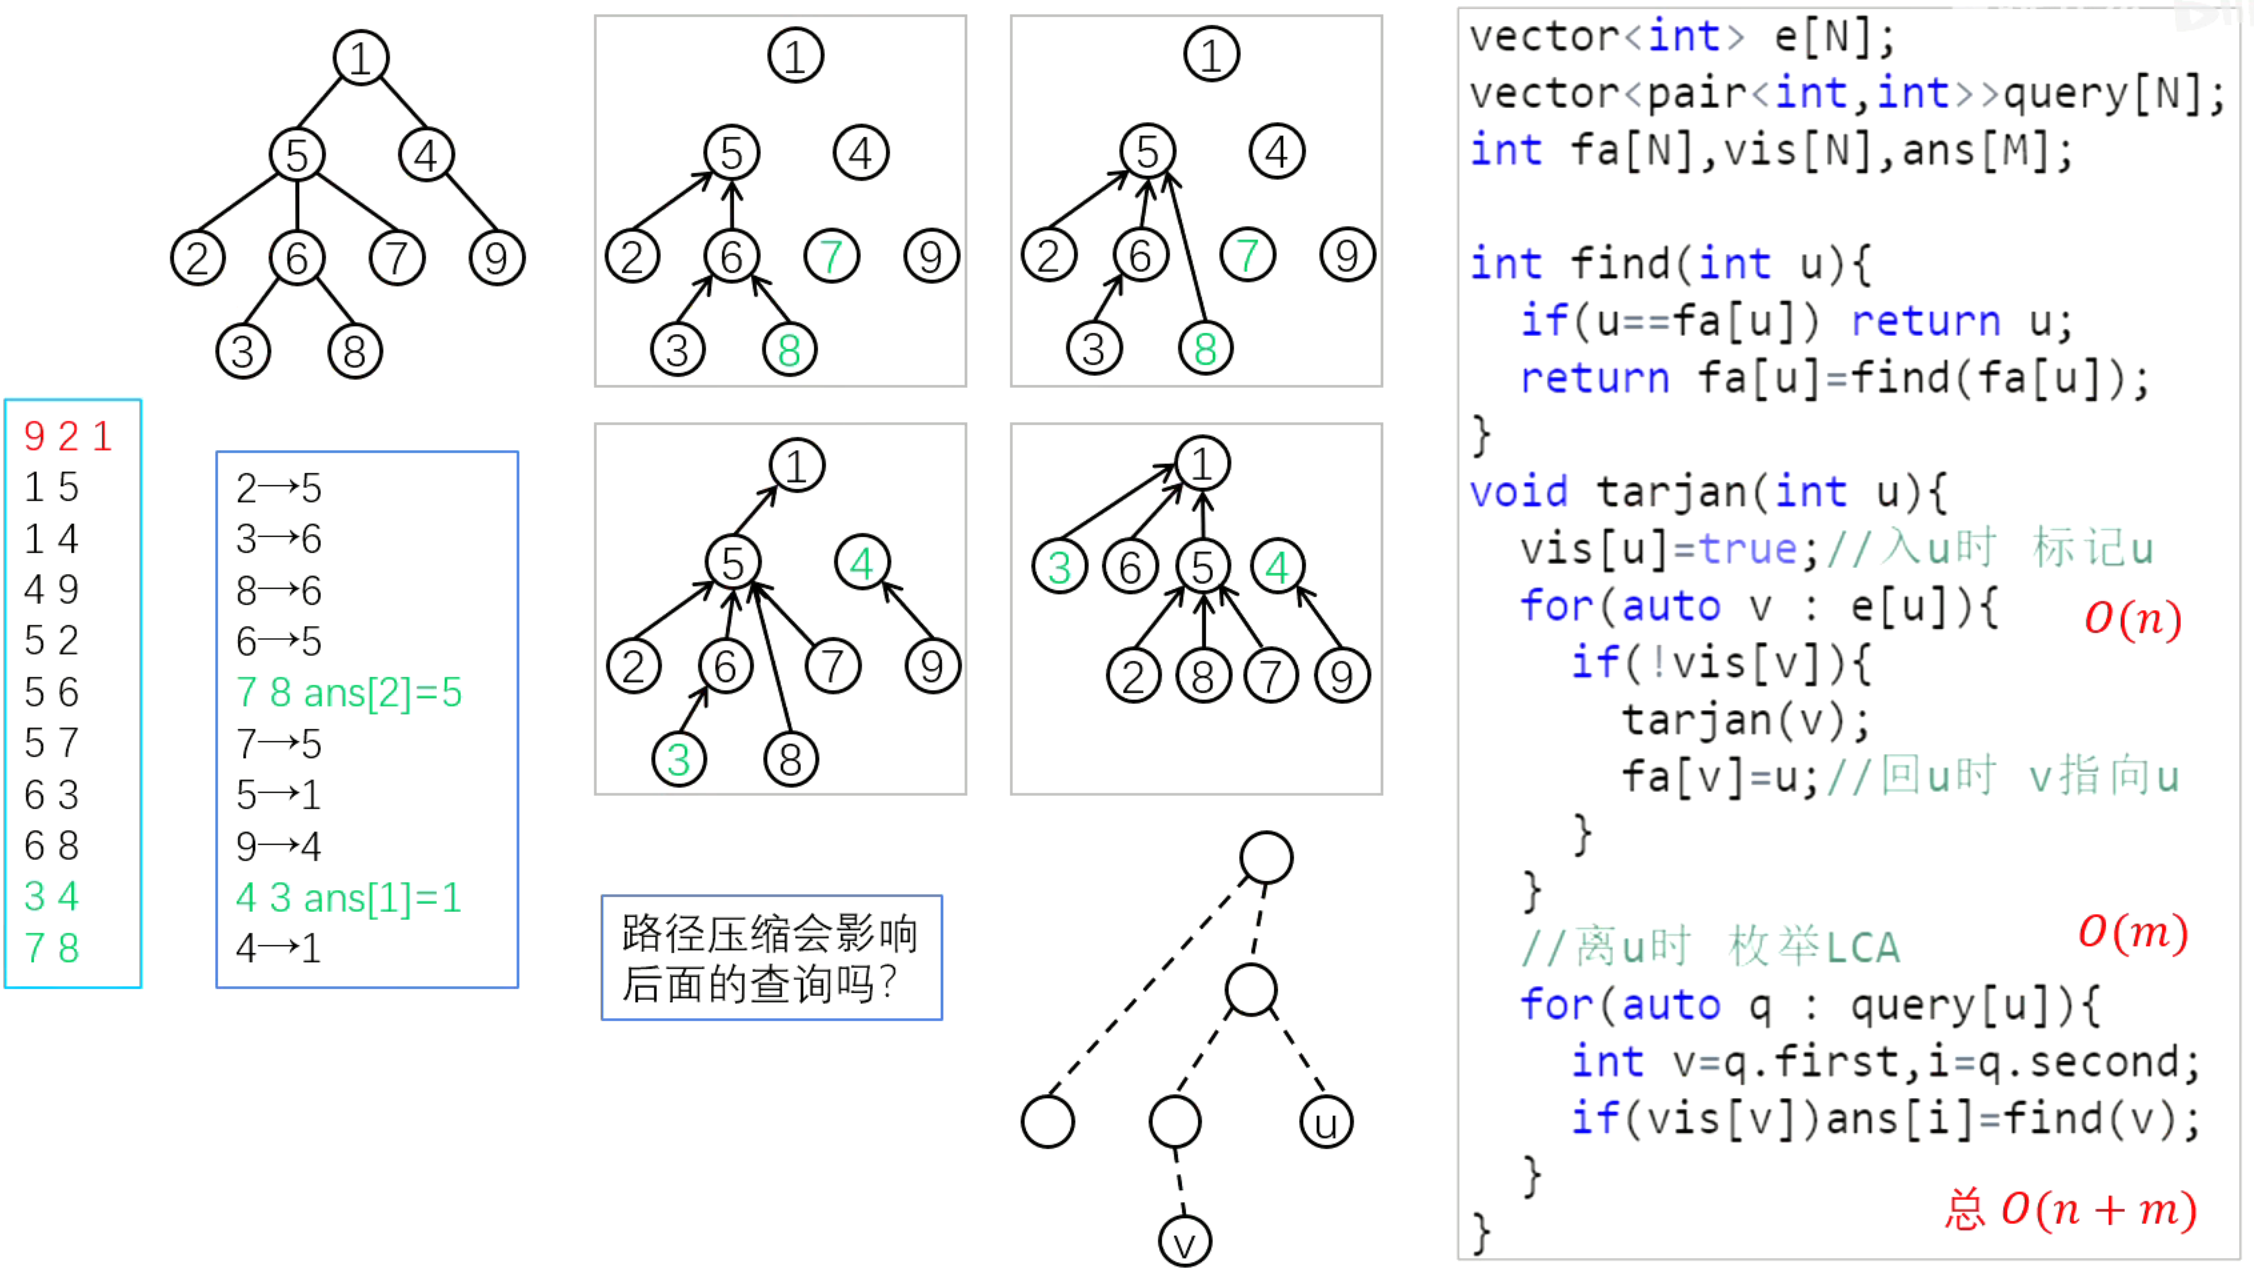 1
5 4
2 6 7 9
3 8
9 2 1
1 5
1 4
4 9
5 2
5 6
5 7
6 3
6 8
3 4
7 8
2→5
3→6
8→6
6→5
7 8 ans[2]=5
7→5
5→1
9→4
4 3 ans[1]=1
4→1
1
5 4
2 6 7 9
3 8
1
5 4
2 6 7 9
3 8
1
5 4
2 6 7 9
3 8
1
3 6 5 4
2 8 7 9
路径压缩会影响
后面的查询吗?
u
v
vector<int> e[N];
vector<pair<int,int>>query[N];
int fa[N],vis[N],ans[M];
int find(int u){
if(u==fa[u]) return u;
return fa[u]=find(fa[u]);
}
void tarjan(int u){
vis[u]=true;//入u时 标记u
for(auto v : e[u]){ O(n)
if(!vis[v]){
tarjan(v);
fa[v]=u;//回u时 v指向u
}
}
//离u时 枚举LCA O(m)
for(auto q : query[u]){
int v=q.first,i=q.second;
if(vis[v])ans[i]=find(v);
}
总 O(n + m)
}